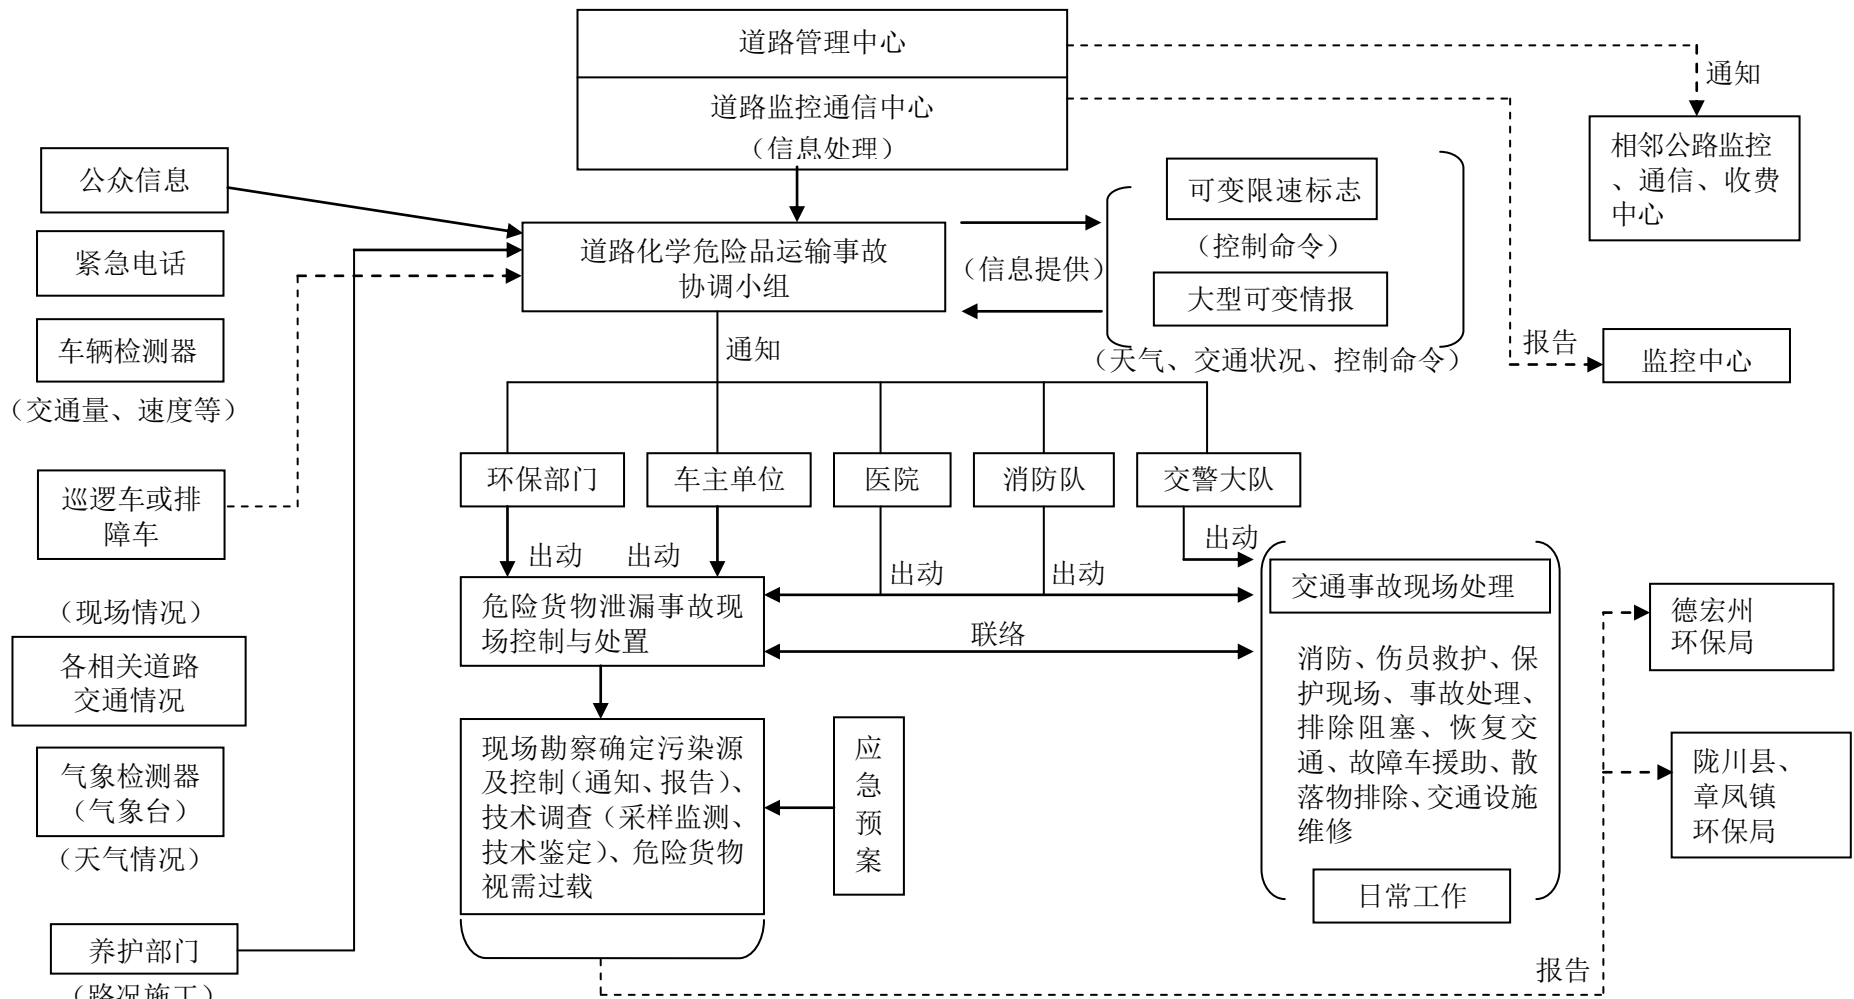 道路管理中心
道路监控通信中心
（信息处理）
通知
相邻公路监控
、通信、收费
中心
公众信息
紧急电话
车辆检测器
（交通量、速度等）
巡逻车或排
障车
（现场情况）
各相关道路
交通情况
气象检测器
（气象台）
（天气情况）
养护部门
（路况施工）
道路化学危险品运输事故
协调小组
（信息提供）
可变限速标志
（控制命令）
大型可变情报
（天气、交通状况、控制命令）
报告
监控中心
通知
环保部门
车主单位
医院
消防队
交警大队
出动
出动
出动
出动
出动
危险货物泄漏事故现
场控制与处置
联络
交通事故现场处理
消防、伤员救护、保
护现场、事故处理、
排除阻塞、恢复交
通、故障车援助、散
落物排除、交通设施
维修
日常工作
现场勘察确定污染源
及控制（通知、报告）、
技术调查（采样监测、
技术鉴定）、危险货物
视需过载
应
急
预
案
德宏州
环保局
陇川县、
章凤镇
环保局
报告